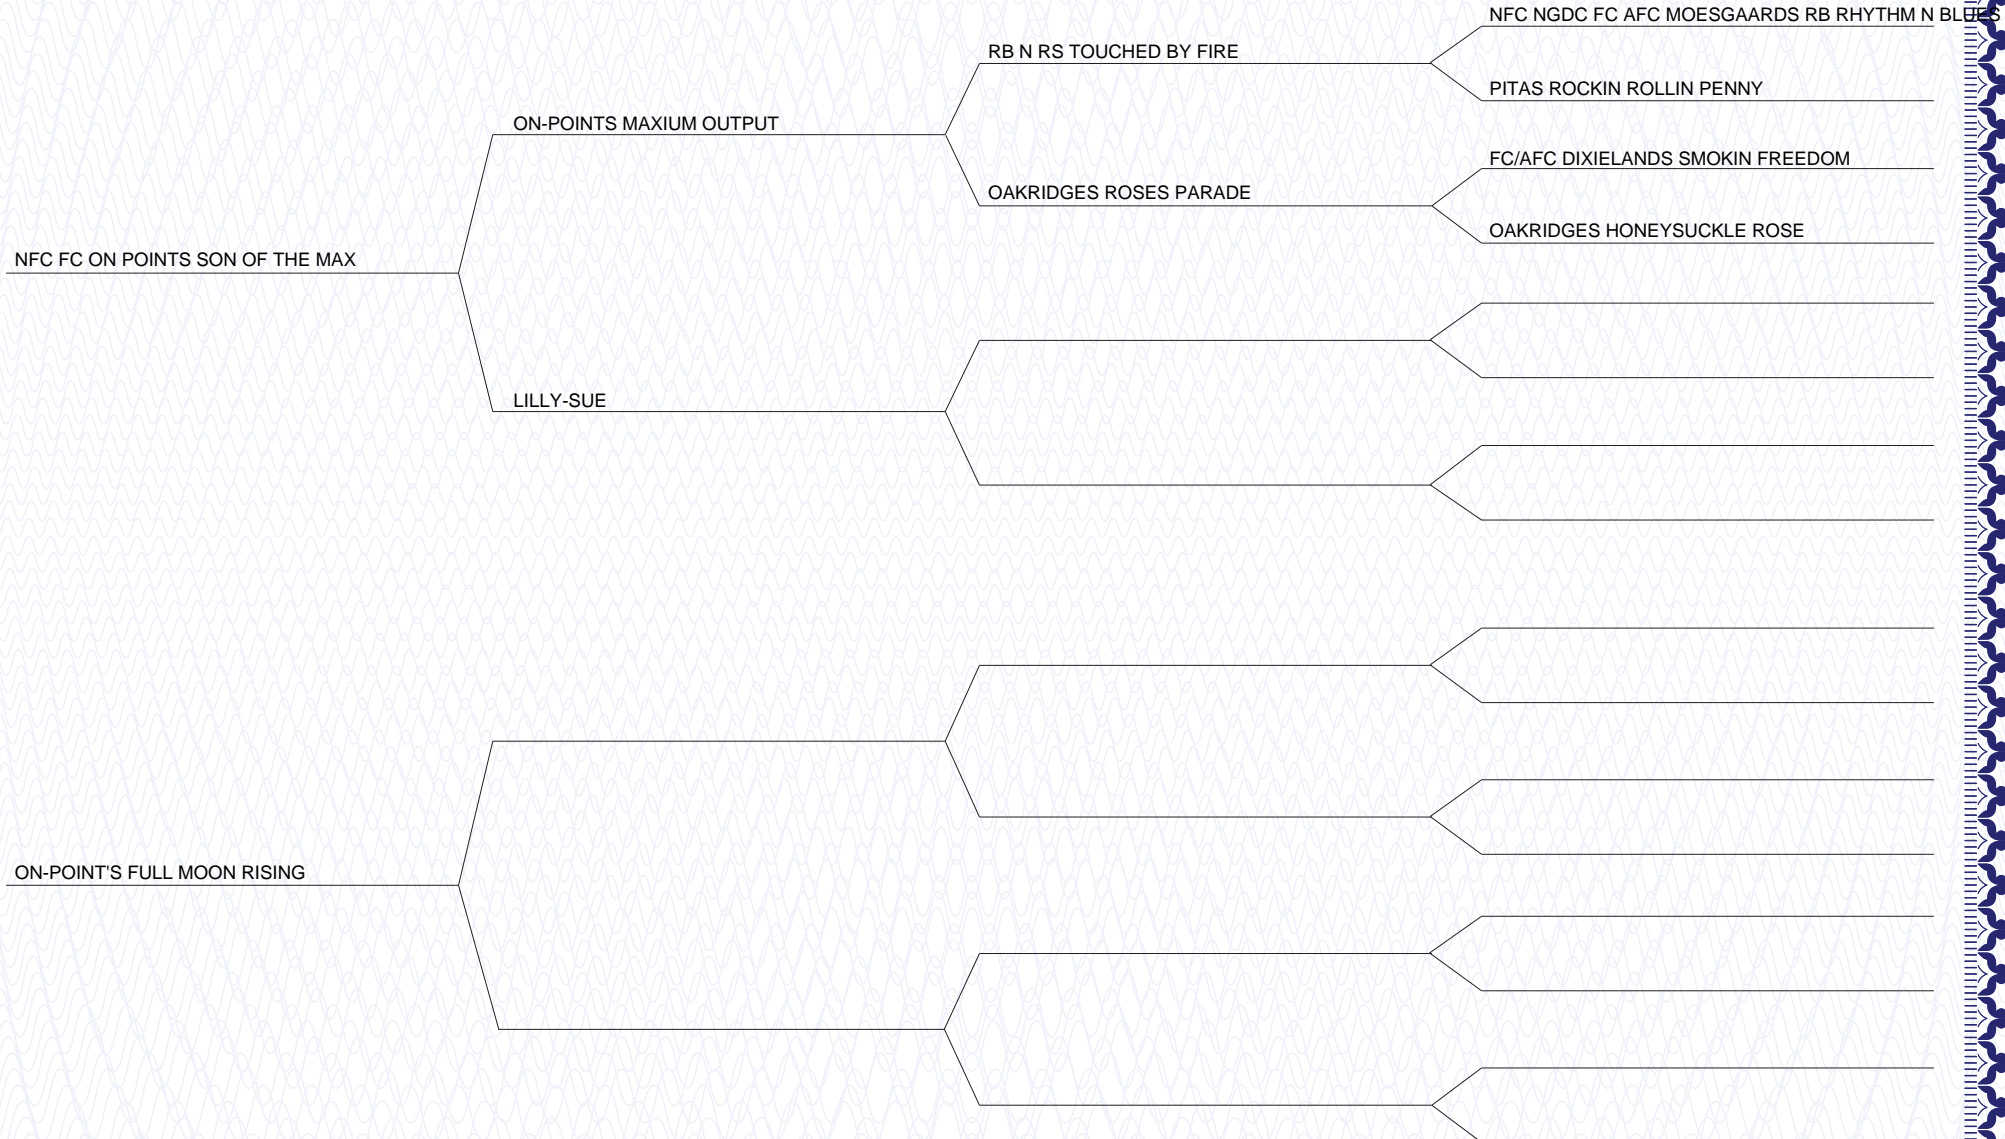 NFC NGDC FC AFC MOESGAARDS RB RHYTHM N BLUES
RB N RS TOUCHED BY FIRE
PITAS ROCKIN ROLLIN PENNY
ON-POINTS MAXIUM OUTPUT
FC/AFC DIXIELANDS SMOKIN FREEDOM
OAKRIDGES ROSES PARADE
OAKRIDGES HONEYSUCKLE ROSE
NFC FC ON POINTS SON OF THE MAX
LILLY-SUE
ON-POINT'S FULL MOON RISING